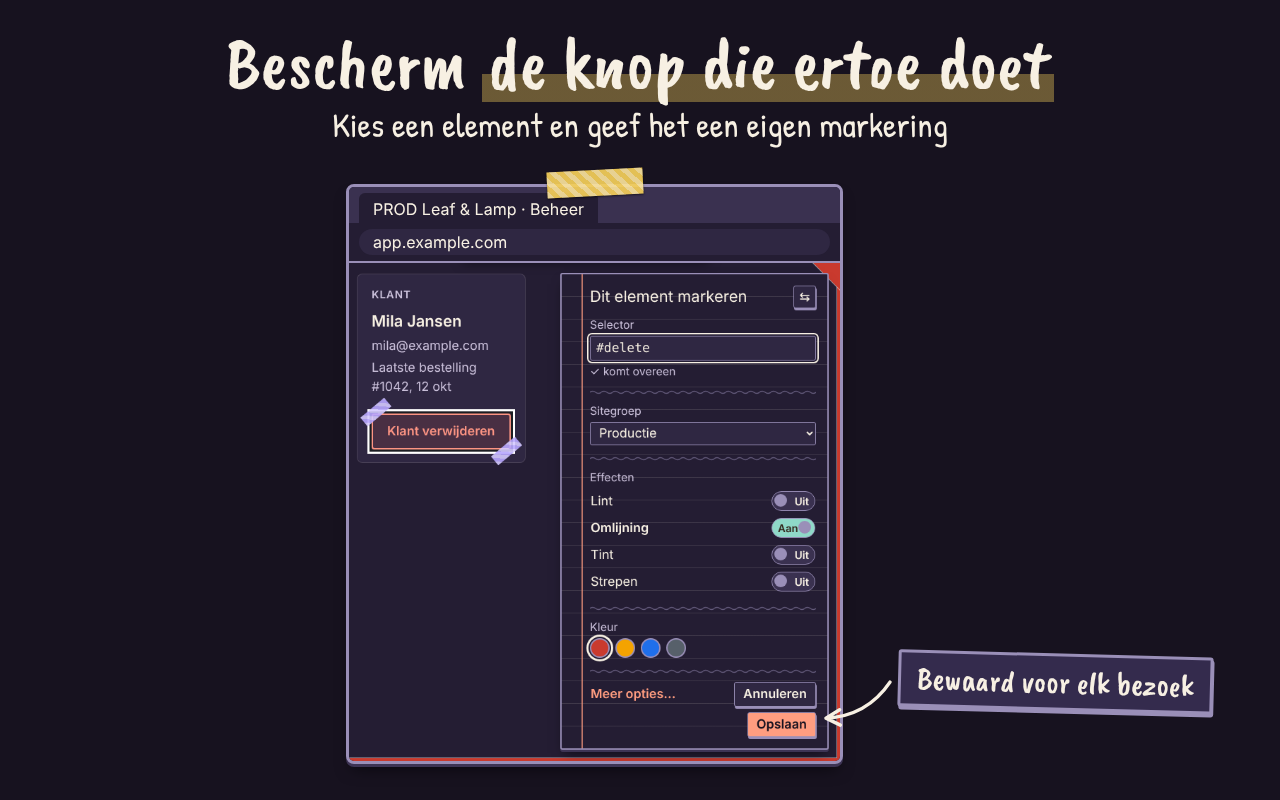 Bescherm de knop die ertoe doet
Kies een element en geef het een eigen markering
PROD Leaf & Lamp · Beheer
app.example.com
KLANT
Mila Jansen
mila@example.com
Laatste bestelling
#1042, 12 okt
Klant verwijderen
Dit element markeren
Selector
#delete
✓ komt overeen
Sitegroep
Productie
Effecten
Lint Uit
Omlijning Aan
Tint Uit
Strepen Uit
Kleur
Meer opties... Annuleren
Opslaan
Bewaard voor elk bezoek